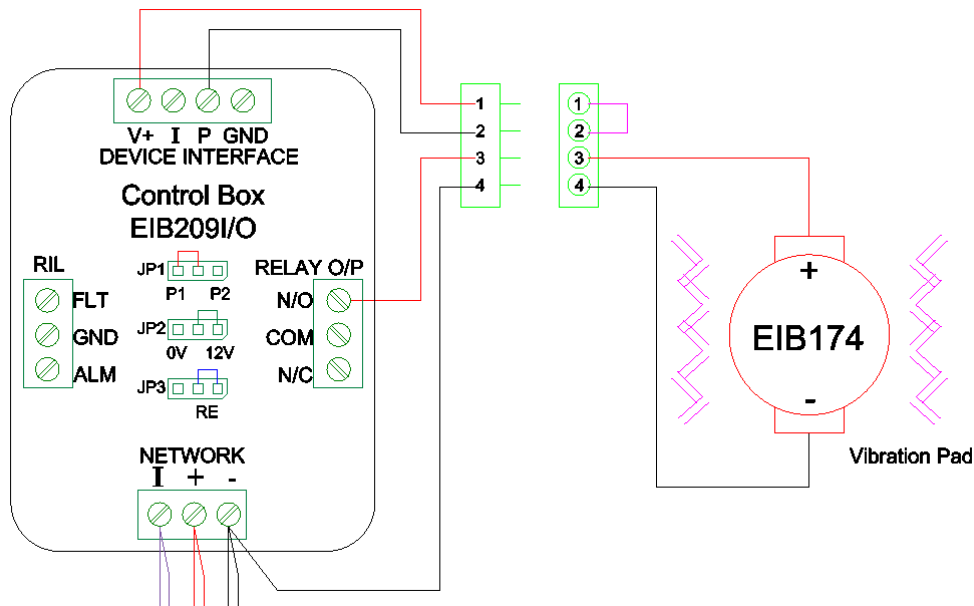 V+ I P GND
DEVICE INTERFACE
Control Box
EIB209I/O
RIL
FLT
GND
ALM
JP1
P1 P2
JP2
0V 12V
JP3
RE
RELAY O/P
N/O
COM
N/C
NETWORK
I + -
1
2
3
4
1
2
3
4
+
EIB174
-
Vibration Pad